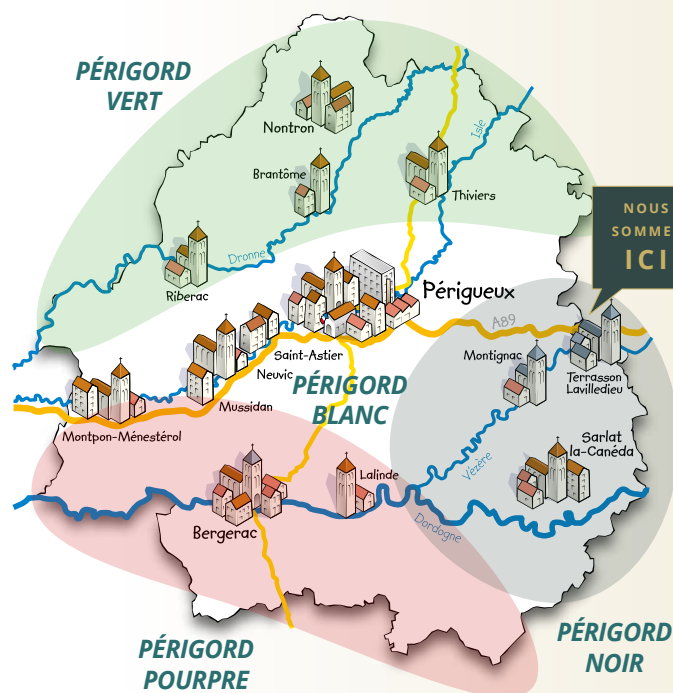 PÉRIGORD
VERT
Nontron
Isle
Brantôme
Thiviers
NOUS
SOMME
ICI
Dronne
Riberac
Périgueux
A89
Saint-Astier
Montignac
Terrasson
Lavilledieu
Neuvic
PÉRIGORD
BLANC
Mussidan
Montpon-Ménestérol
Sarlat
la-Canéda
Vézère
Lalinde
Bergerac
Dordogne
PÉRIGORD
NOIR
PÉRIGORD
POURPRE